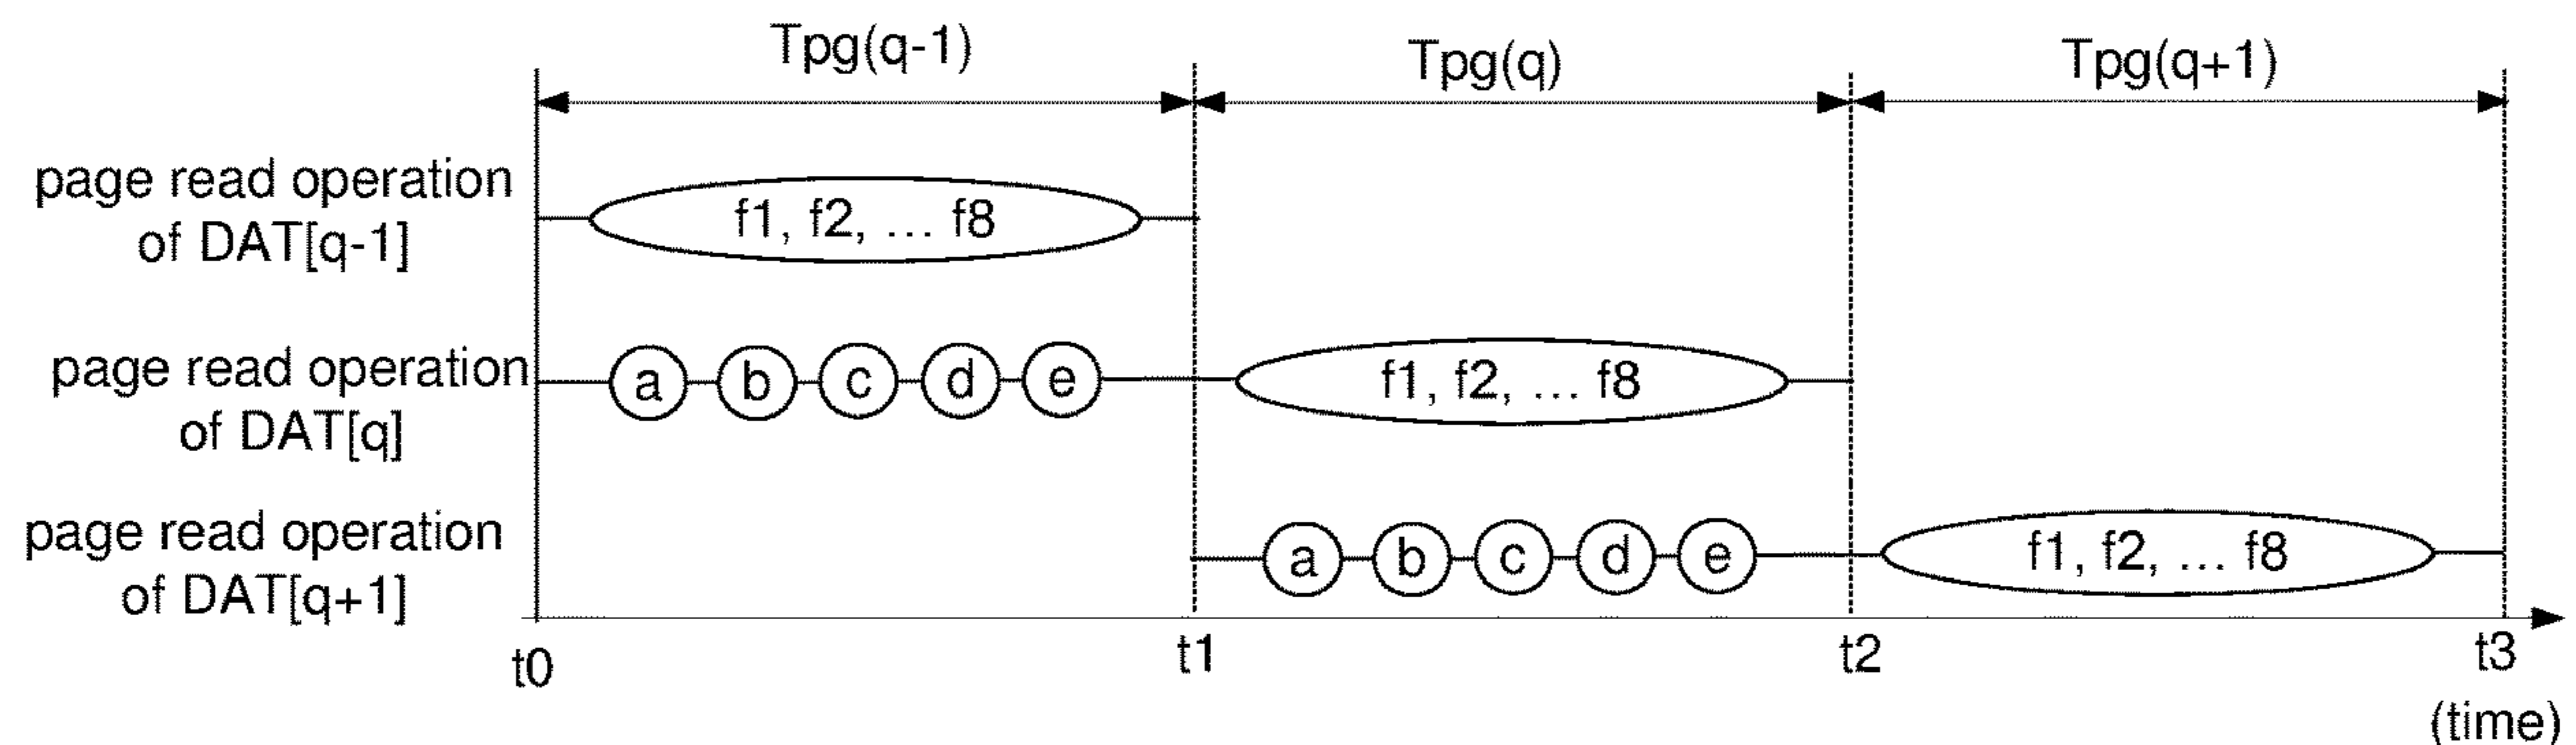 Tpg(q-1) Tpg(q) Tpg(q+1)
page read operation
of DAT[q-1]
f1, f2, ... f8
page read operation
of DAT[q]
a b c d e f1, f2, ... f8
page read operation
of DAT[q+1]
a b c d e f1, f2, ... f8
t0 t1 t2 t3
(time)